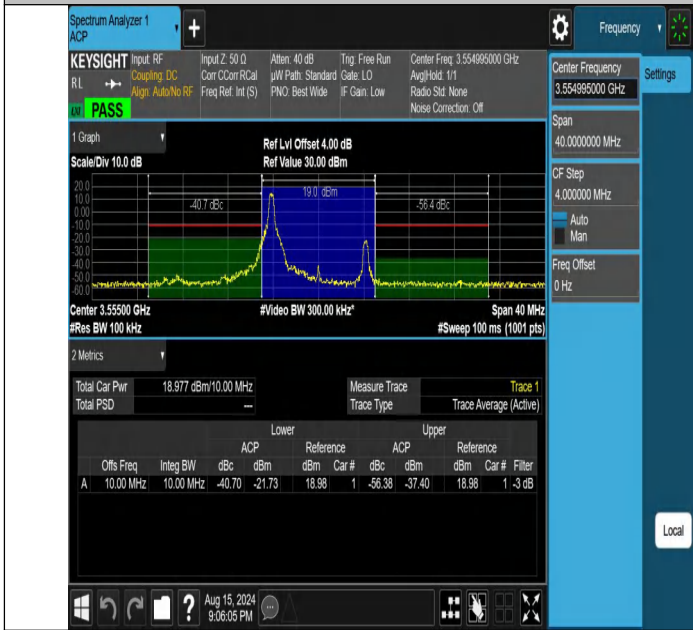 Spectrum Analyzer 1
ACP
+
Frequency
KEYSIGHT Input: RF Input Z: 50 Ω Atten: 40 dB Trig: Free Run Center Freq: 3.554995000 GHz
RL Coupling: DC Corr CCorr RCal µW Path: Standard Gate: LO Avg|Hold: 1/1
Align: Auto/No RF Freq Ref: Int (S) PNO: Best Wide IF Gain: Low Radio Std: None
LXI PASS Noise Correction: Off
Center Frequency
3.554995000 GHz
Settings
Span
40.0000000 MHz
CF Step
4.000000 MHz
Auto
Man
Freq Offset
0 Hz
Local
1 Graph
Ref Lvl Offset 4.00 dB
Scale/Div 10.0 dB Ref Value 30.00 dBm
20.0
10.0
0.00
-10.0
-20.0
-30.0
-40.0
-50.0
-60.0
-40.7 dBc 19.0 dBm -56.4 dBc
Center 3.55500 GHz #Video BW 300.00 kHz* Span 40 MHz
#Res BW 100 kHz #Sweep 100 ms (1001 pts)
2 Metrics
Total Car Pwr 18.977 dBm/10.00 MHz Measure Trace Trace 1
Total PSD --- Trace Type Trace Average (Active)
Lower Upper
ACP Reference ACP Reference
Offs Freq Integ BW dBc dBm dBm Car # dBc dBm dBm Car # Filter
A 10.00 MHz 10.00 MHz -40.70 -21.73 18.98 1 -56.38 -37.40 18.98 1 -3 dB
? Aug 15, 2024
9:06:05 PM